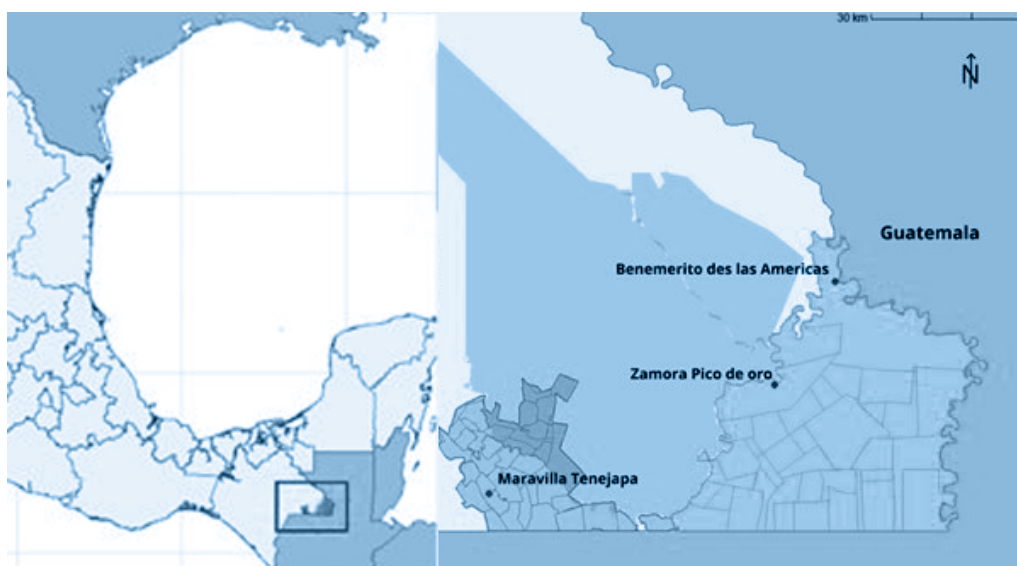 30 km
N
Guatemala
Benemerito des las Americas
Zamora Pico de oro
Maravilla Tenejapa